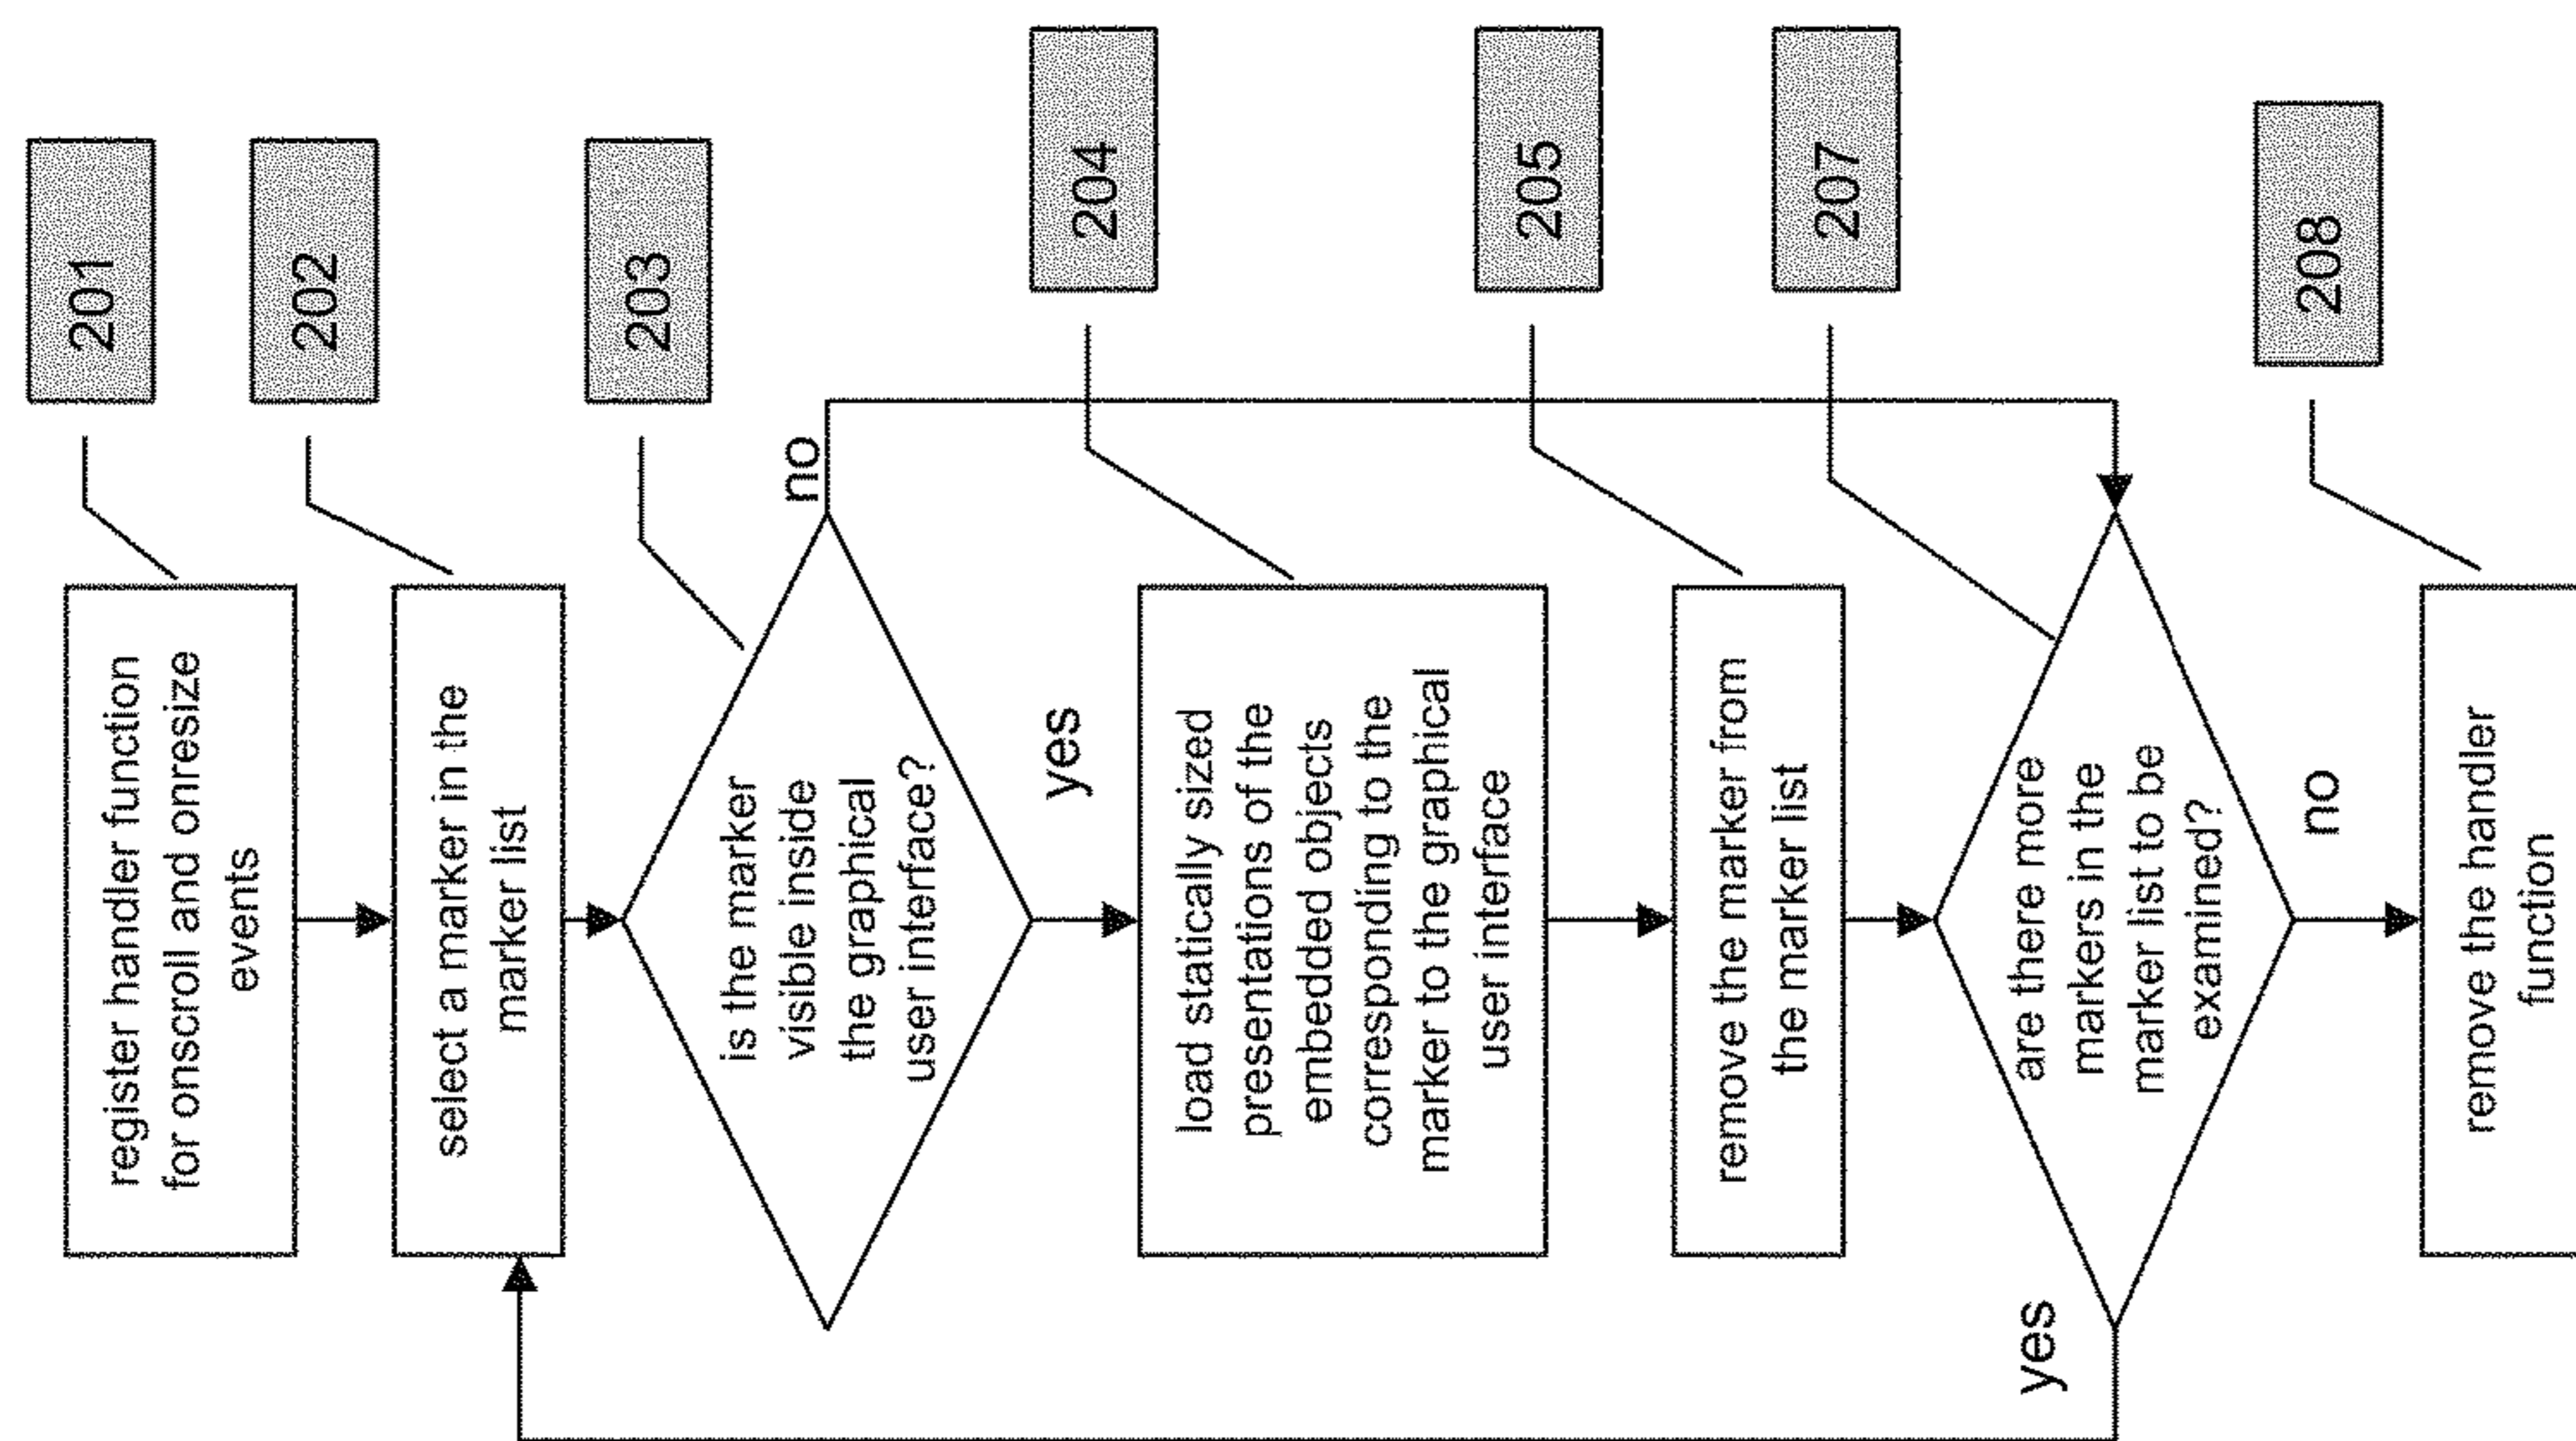 201
register handler function
for onscroll and onresize
events
202
select a marker in the
marker list
203
is the marker
visible inside
the graphical
user interface?
no
yes
204
load statically sized
presentations of the
embedded objects
corresponding to the
marker to the graphical
user interface
205
remove the marker from
the marker list
207
are there more
markers in the
marker list to be
examined?
yes
no
208
remove the handler
function